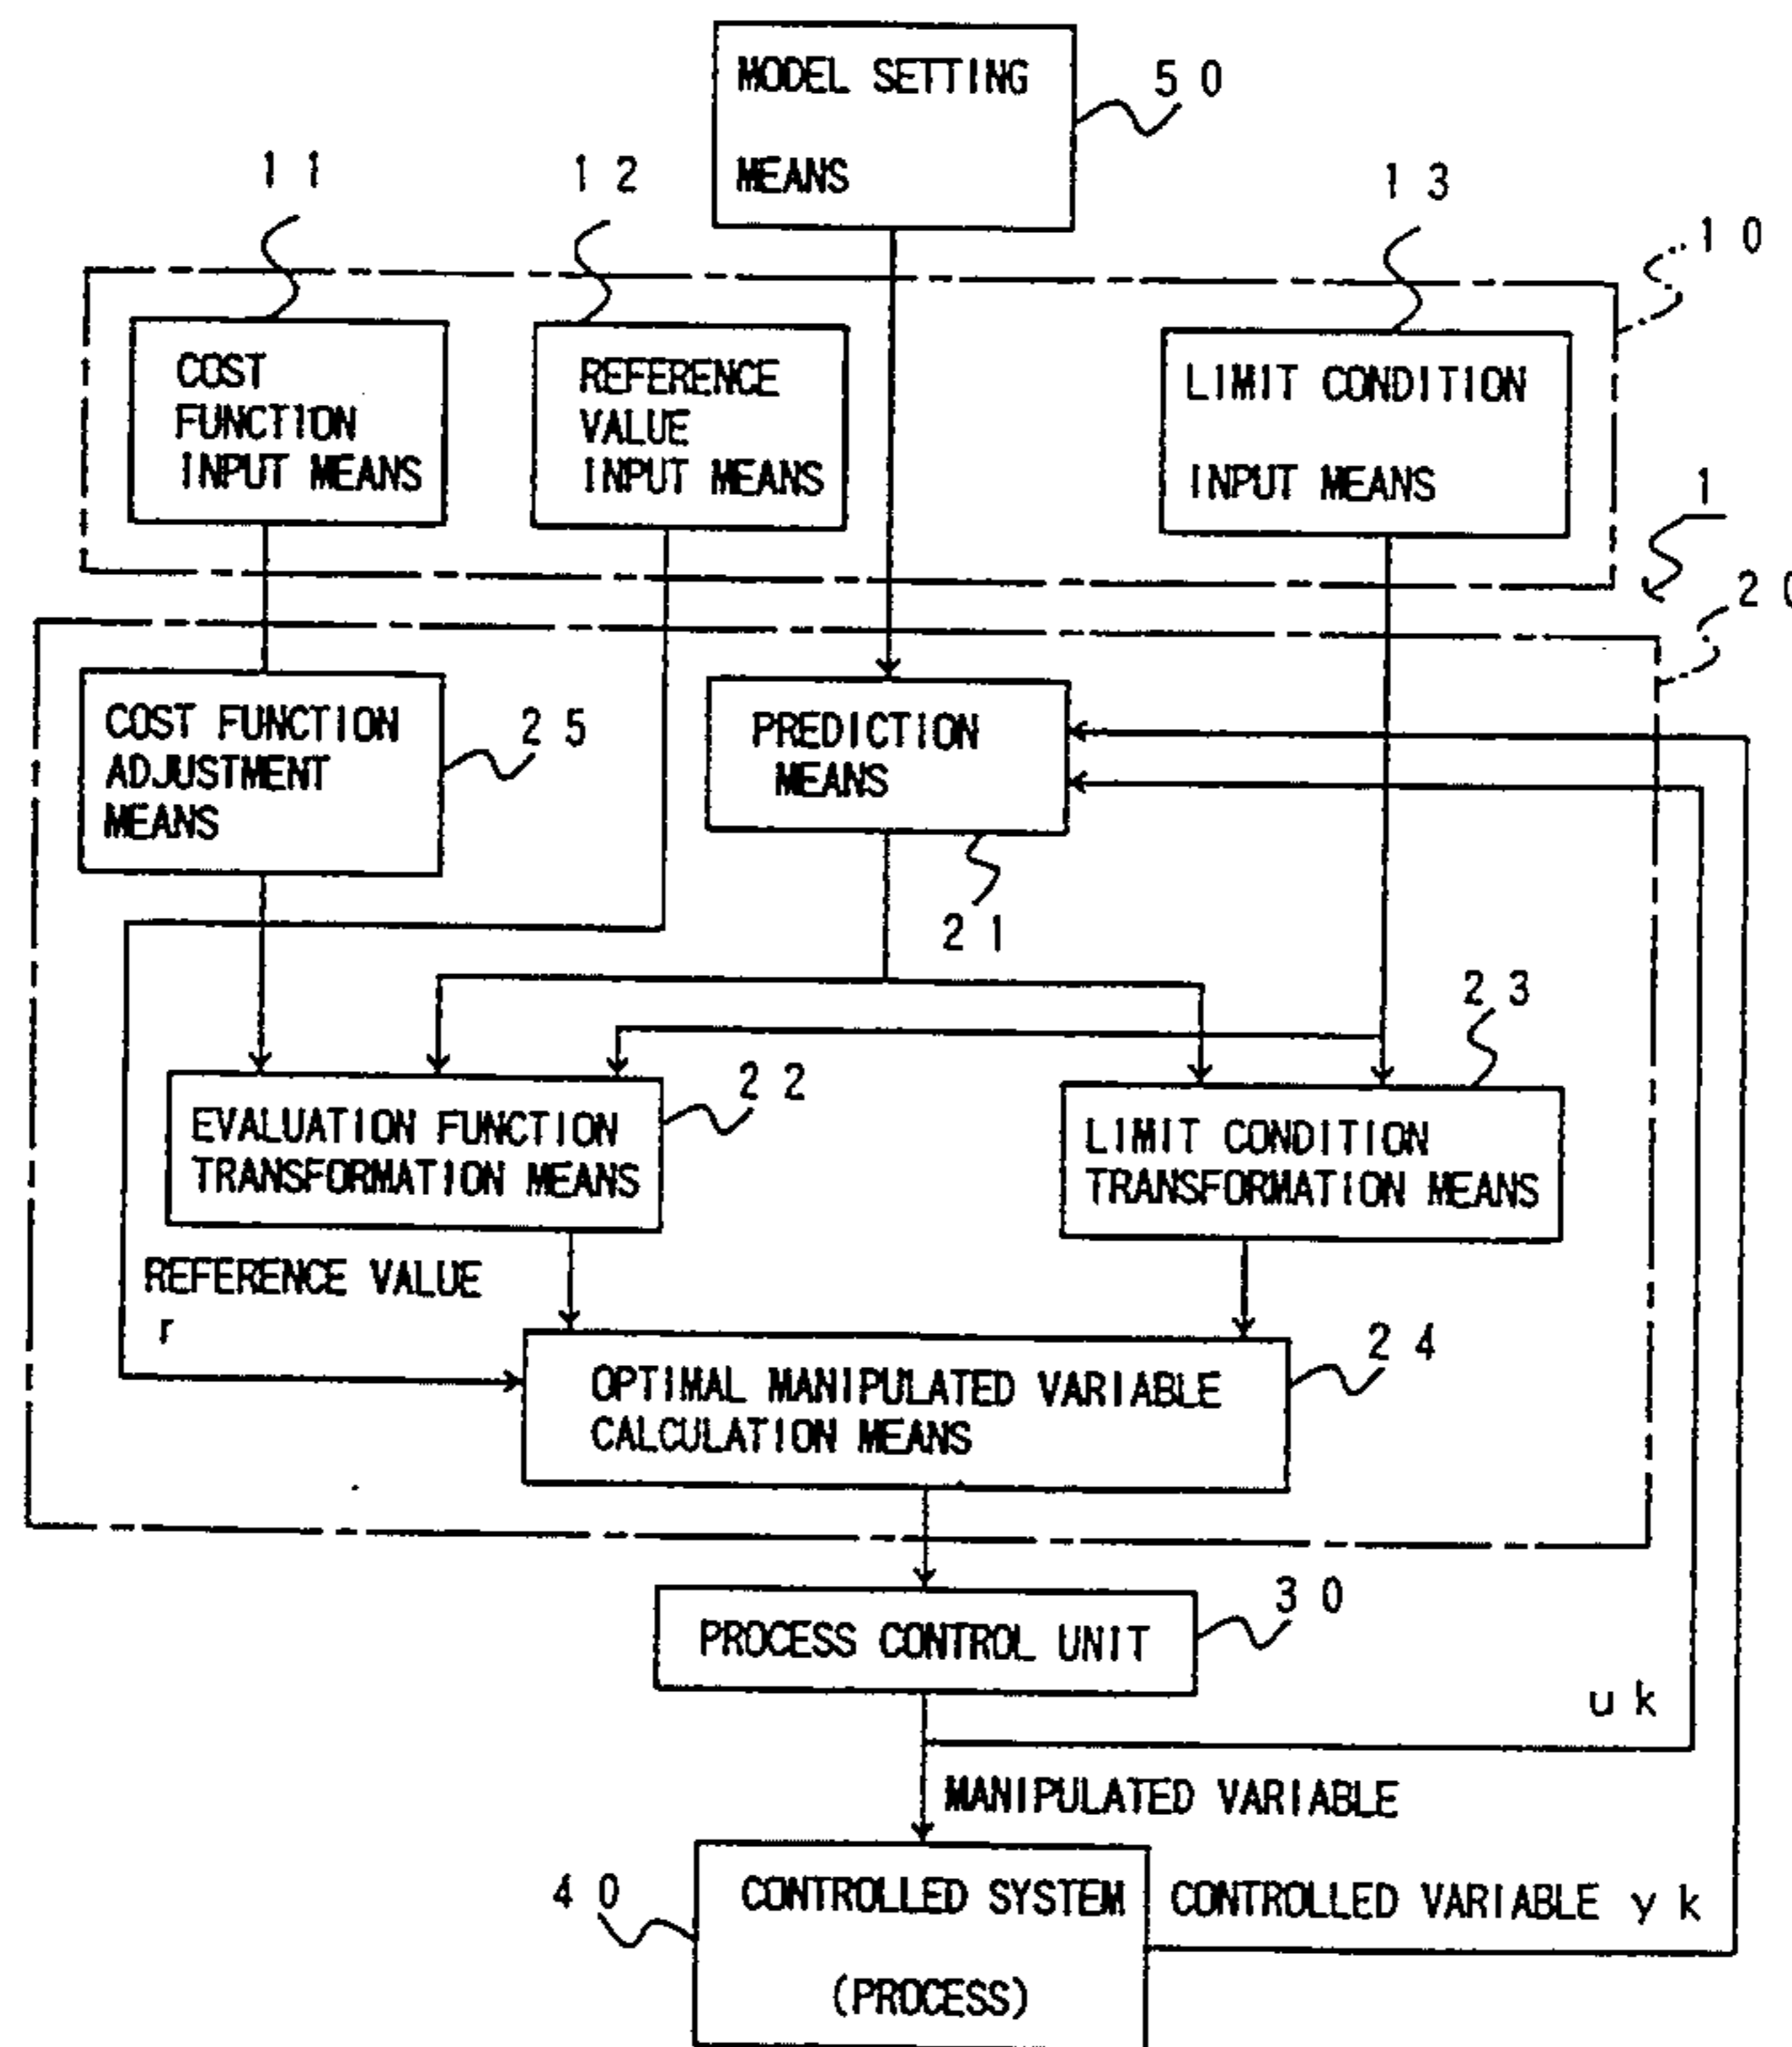 MODEL SETTING
MEANS
5 0
1 1
1 2
1 3
1 0
COST
FUNCTION
INPUT MEANS
REFERENCE
VALUE
INPUT MEANS
LIMIT CONDITION
INPUT MEANS
1
2 0
COST FUNCTION
ADJUSTMENT
MEANS
2 5
PREDICTION
MEANS
2 1
2 3
2 2
EVALUATION FUNCTION
TRANSFORMATION MEANS
LIMIT CONDITION
TRANSFORMATION MEANS
REFERENCE VALUE
r
2 4
OPTIMAL MANIPULATED VARIABLE
CALCULATION MEANS
3 0
PROCESS CONTROL UNIT
u k
MANIPULATED VARIABLE
4 0
CONTROLLED SYSTEM
(PROCESS)
CONTROLLED VARIABLE y k